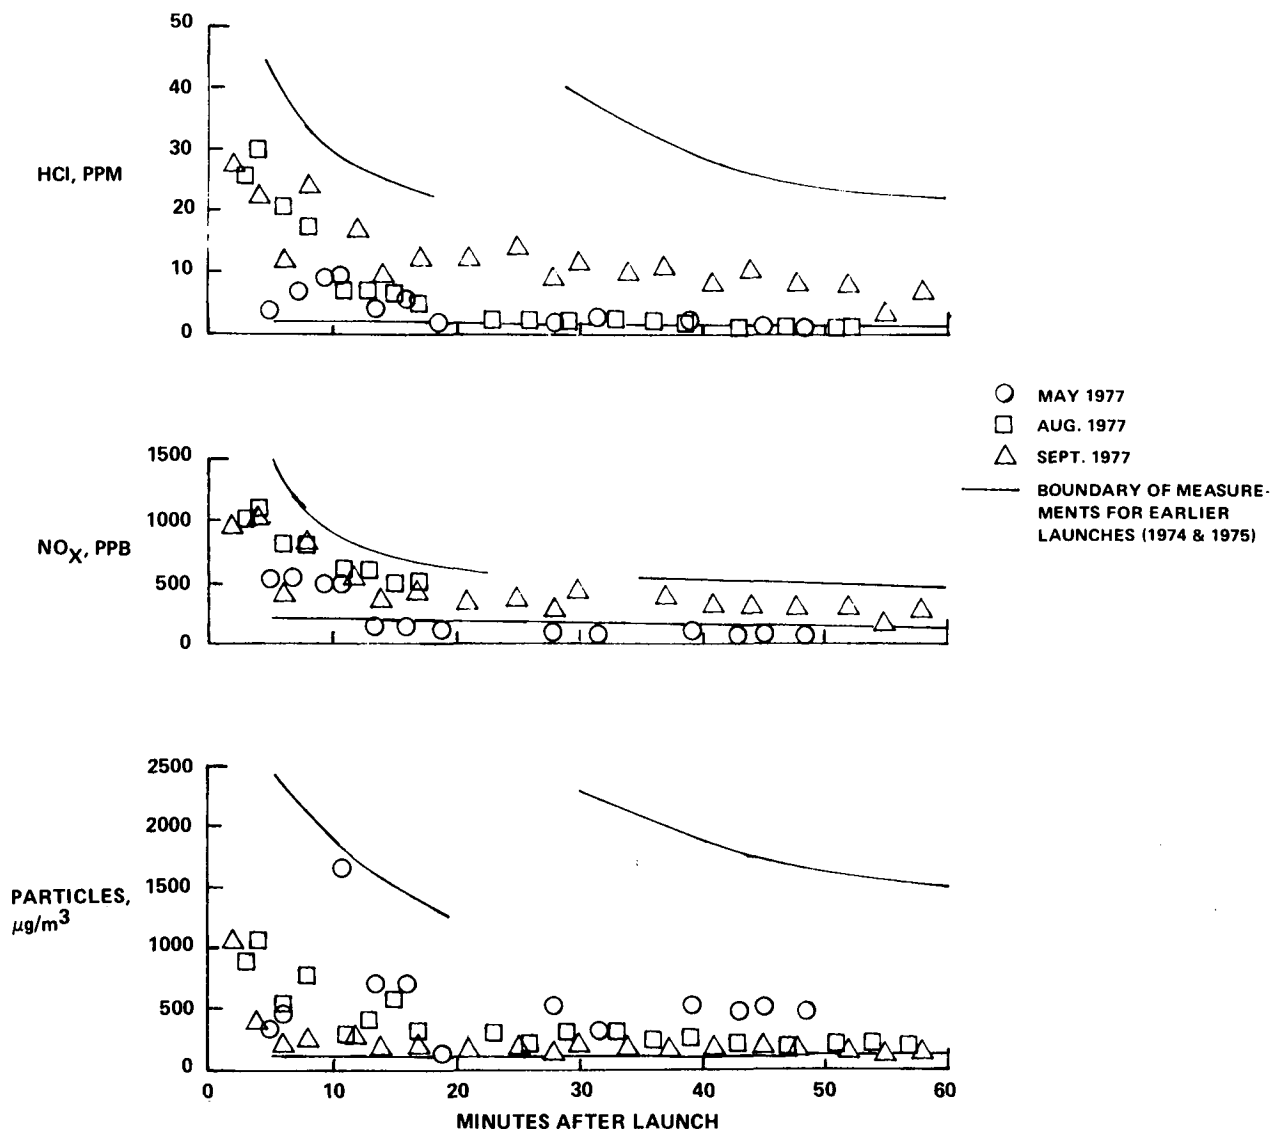 50
40
HCl, PPM
30
20
10
0
MAY 1977
AUG. 1977
SEPT. 1977
BOUNDARY OF MEASURE-
MENTS FOR EARLIER
LAUNCHES (1974 & 1975)
1500
1000
NOX, PPB
500
0
2500
2000
1500
PARTICLES,
μg/m3
1000
500
0
0 10 20 30 40 50 60
MINUTES AFTER LAUNCH